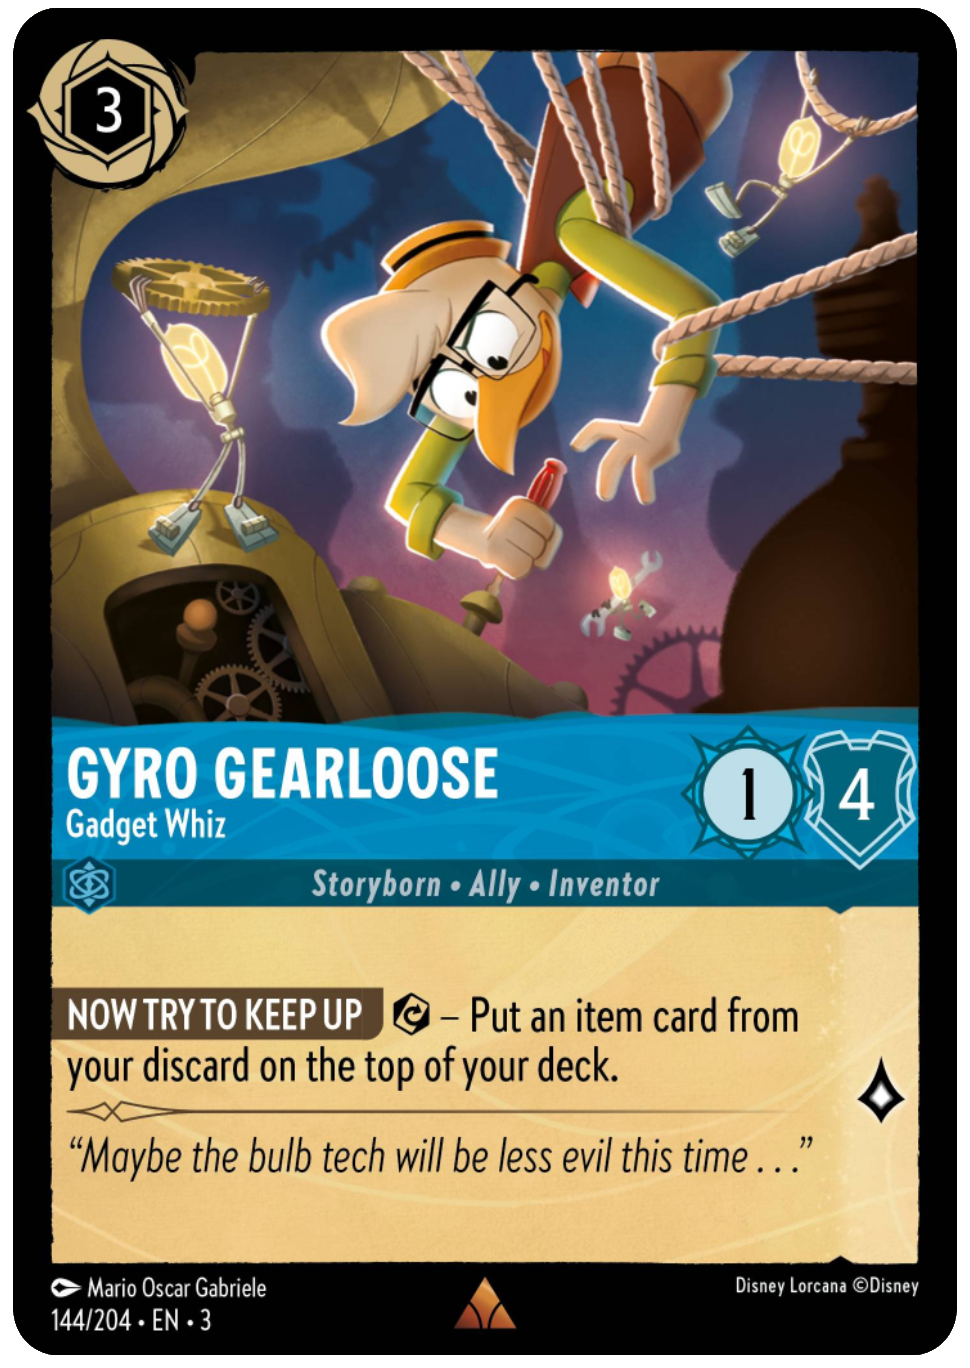 3
GYRO GEARLOOSE
Gadget Whiz
1
4
Storyborn • Ally • Inventor
NOW TRY TO KEEP UP – Put an item card from
your discard on the top of your deck.
“Maybe the bulb tech will be less evil this time . . .”
Mario Oscar Gabriele
Disney Lorcana ©Disney
144/204 • EN • 3